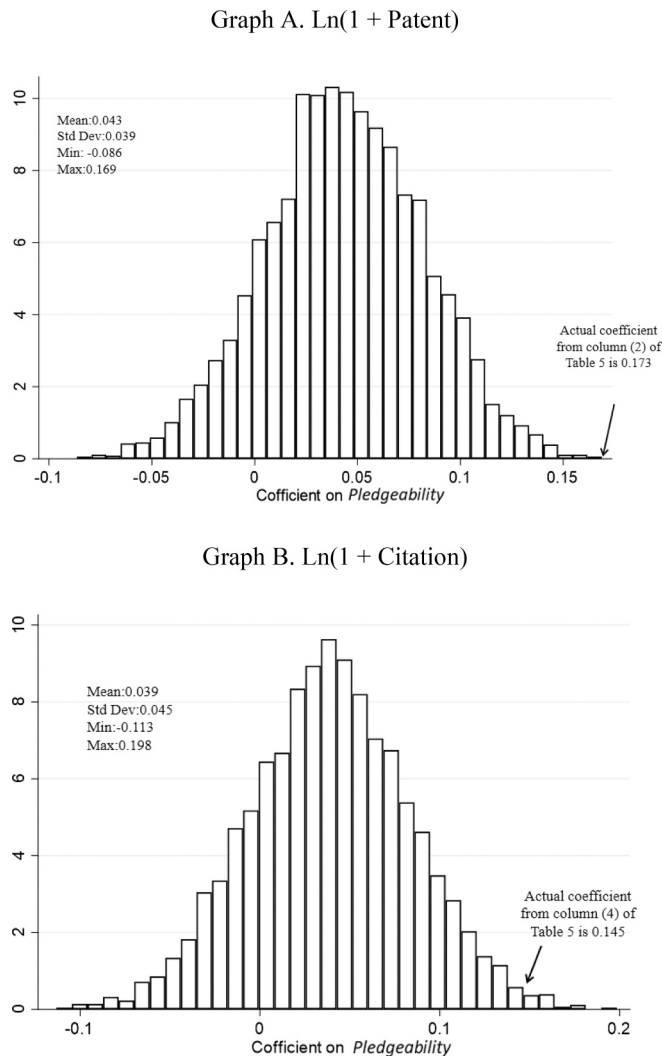 Graph A. Ln(1 + Patent)
10
8
6
4
2
0
Mean:0.043
Std Dev:0.039
Min: -0.086
Max:0.169
Actual coefficient
from column (2) of
Table 5 is 0.173
-0.1 -0.05 0 0.05 0.1 0.15
Cofficient on Pledgeability
Graph B. Ln(1 + Citation)
10
8
6
4
2
0
Mean:0.039
Std Dev:0.045
Min:-0.113
Max:0.198
Actual coefficient
from column (4) of
Table 5 is 0.145
-0.1 0 0.1 0.2
Cofficient on Pledgeability